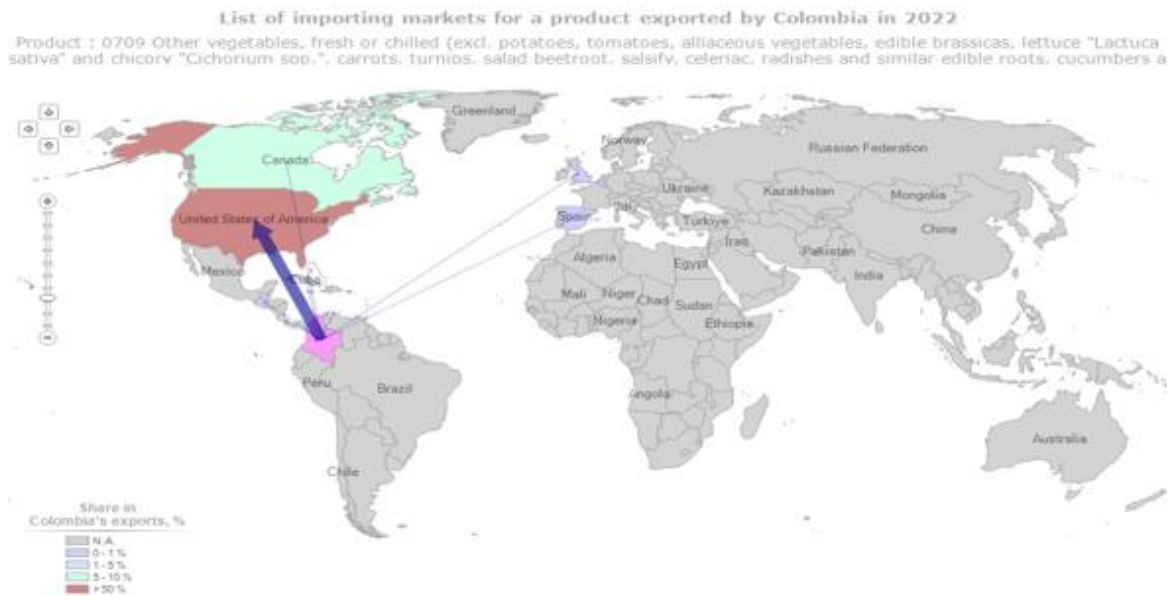 List of importing markets for a product exported by Colombia in 2022
Product : 0709 Other vegetables, fresh or chilled (excl. potatoes, tomatoes, alliaceous vegetables, edible brassicas, lettuce "Lactuca
sativa" and chicory "Cichorium spp.", carrots, turnips, salad beetroot, salsify, celeriac, radishes and similar edible roots, cucumbers a
Greenland
Norway
Russian Federation
Canada
Ukraine
Kazakhstan
Mongolia
United States of America
Spain
Turkiye
China
Iraq
Pakistan
Mexico
Algeria
Egypt
India
Cuba
Mali
Niger
Chad
Sudan
Nigeria
Ethiopia
Peru
Brazil
Angola
Australia
Chile
Share in
Colombia's exports, %
N.A.
0 - 1 %
1 - 5 %
5 - 10 %
> 50 %